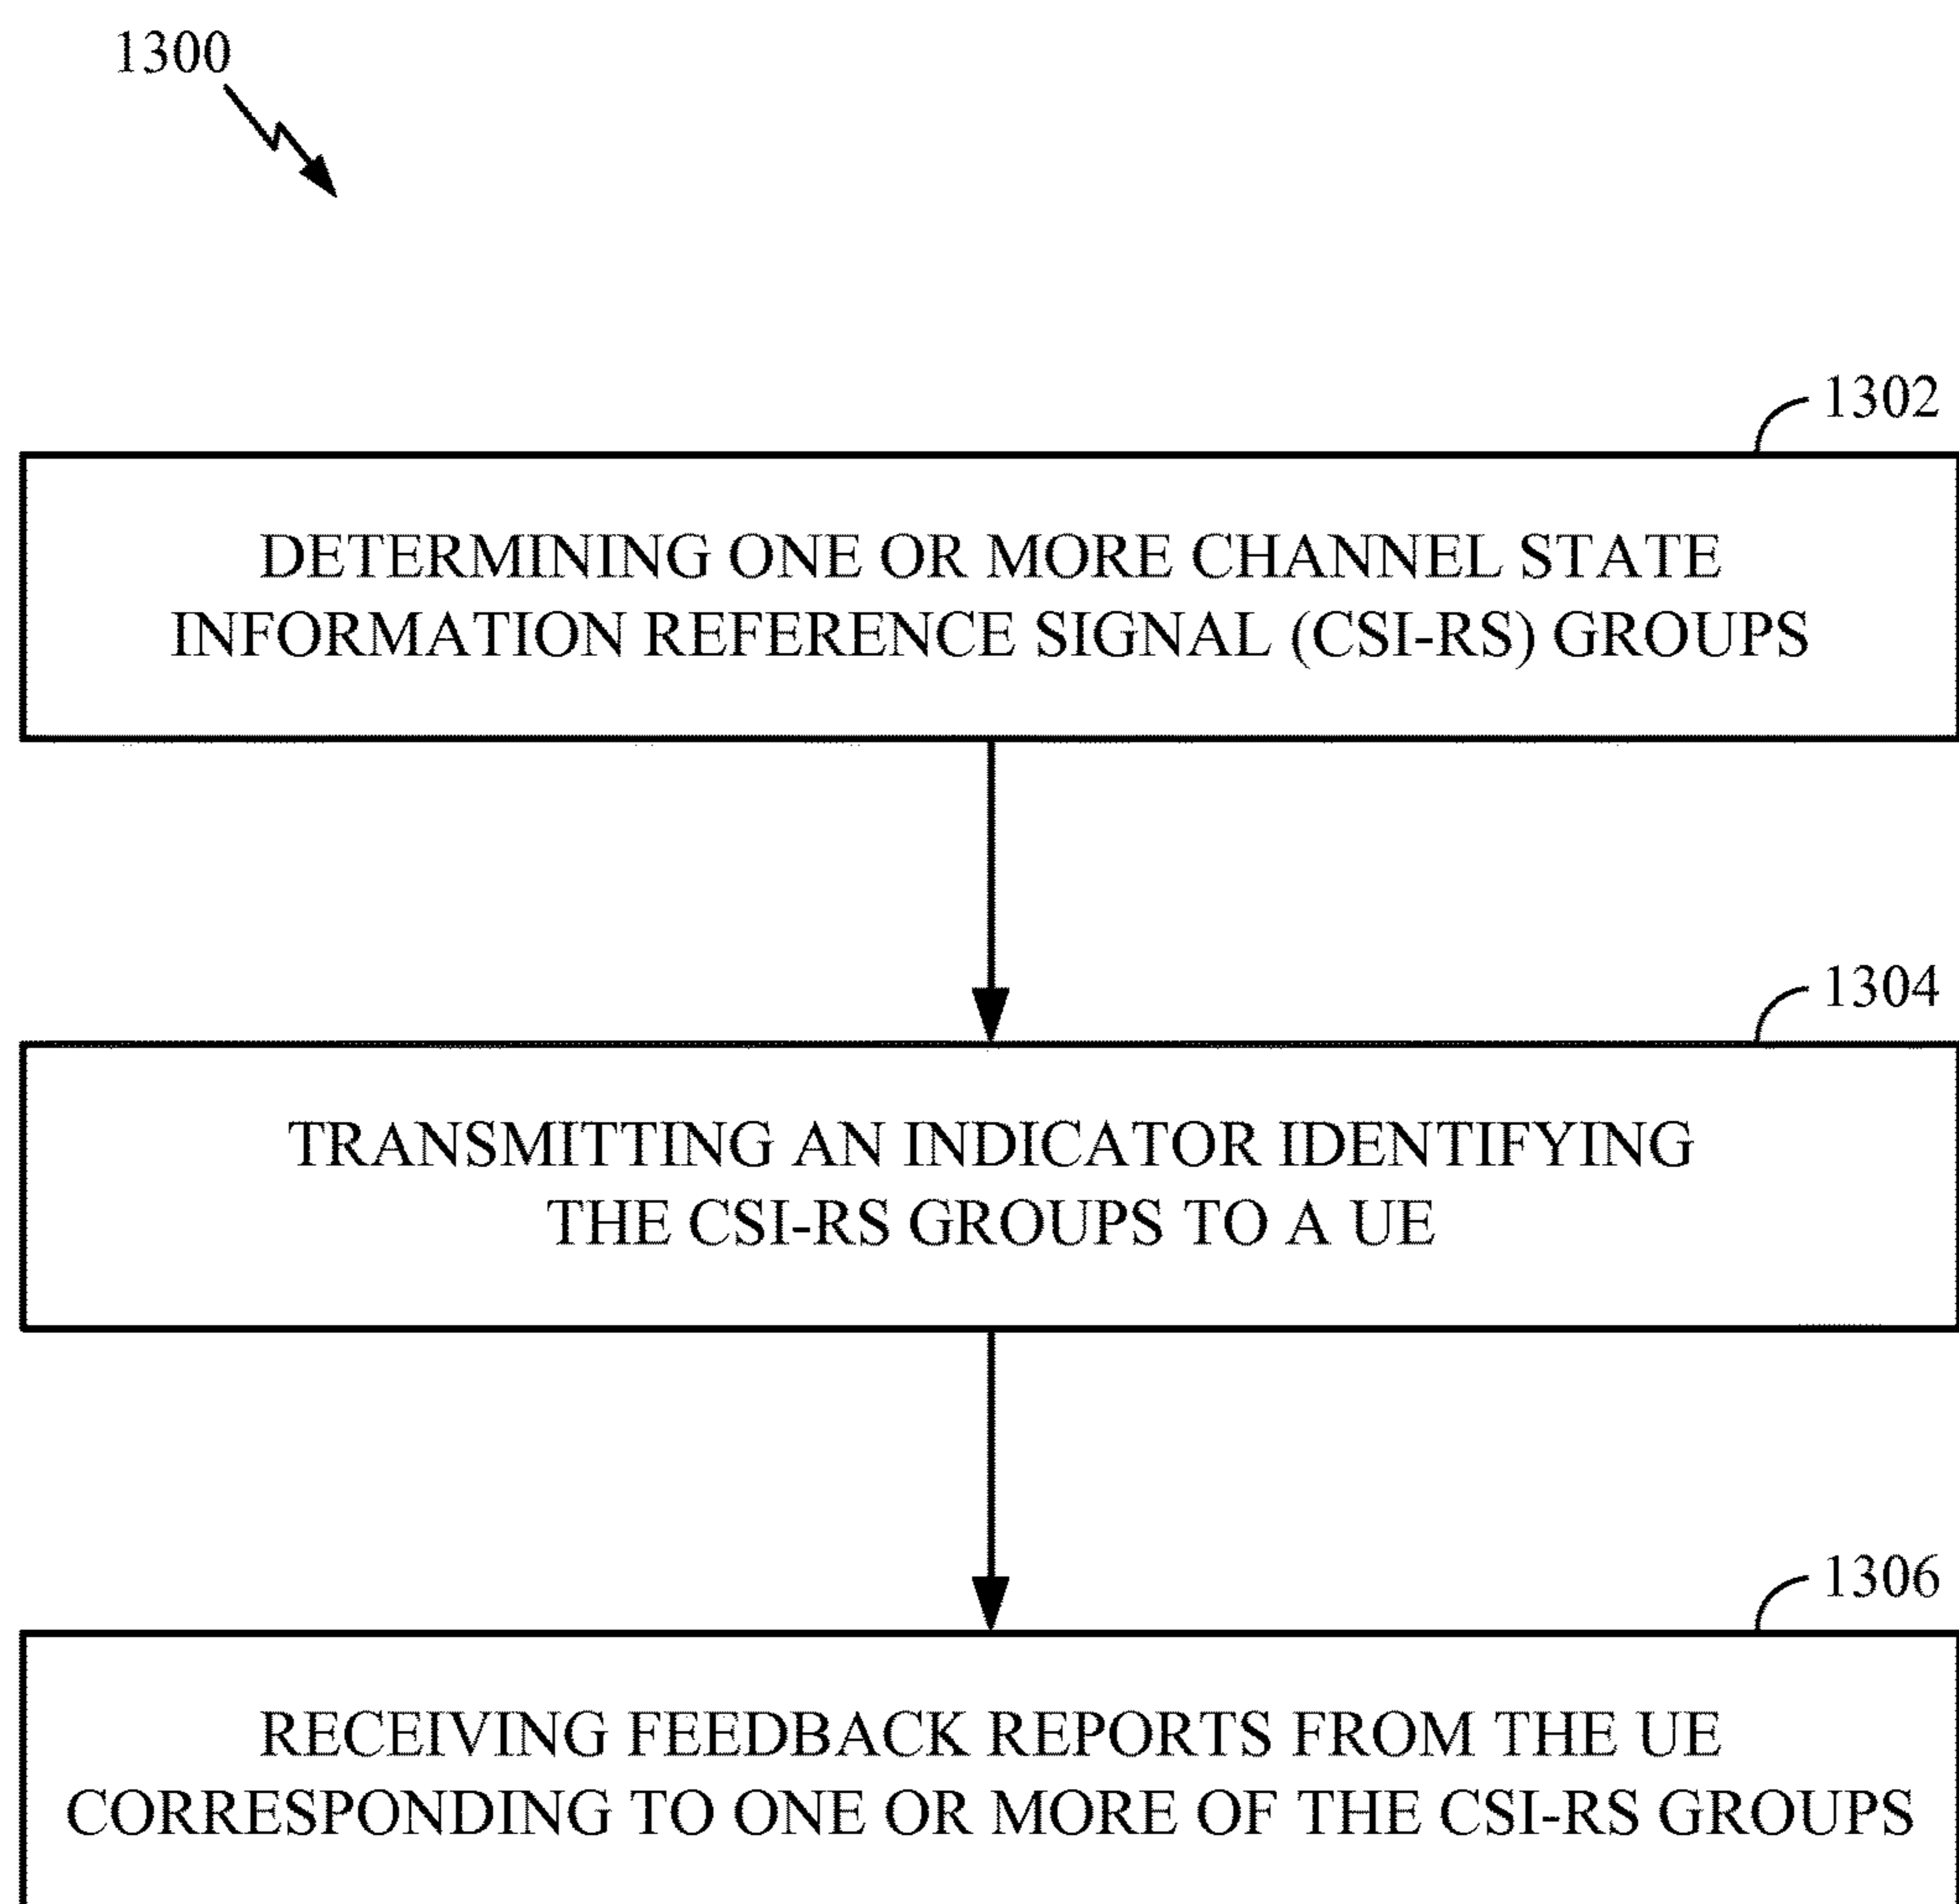 1300
1302
DETERMINING ONE OR MORE CHANNEL STATE
INFORMATION REFERENCE SIGNAL (CSI-RS) GROUPS
1304
TRANSMITTING AN INDICATOR IDENTIFYING
THE CSI-RS GROUPS TO A UE
1306
RECEIVING FEEDBACK REPORTS FROM THE UE
CORRESPONDING TO ONE OR MORE OF THE CSI-RS GROUPS